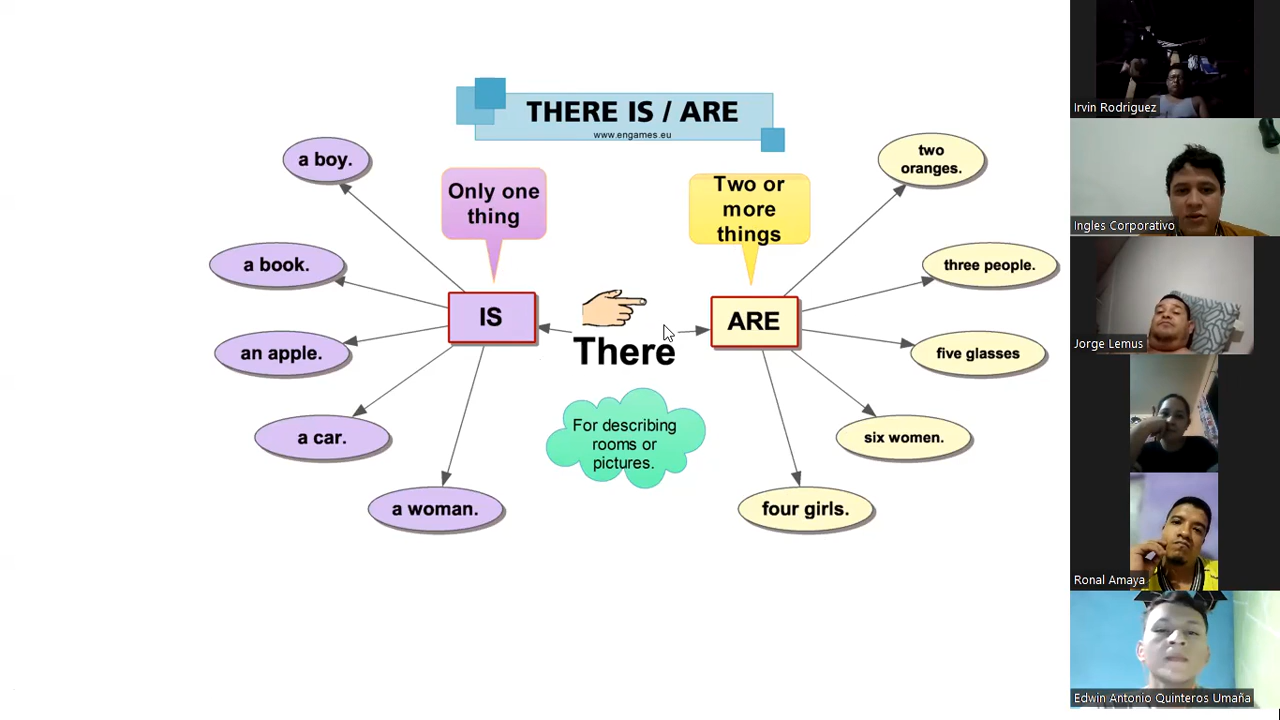 THERE IS / ARE
www.engames.eu
Only one
thing
Two or
more
things
a boy.
a book.
an apple.
a car.
a woman.
IS
There
ARE
For describing
rooms or
pictures.
two
oranges.
three people.
five glasses
six women.
four girls.
Irvin Rodriguez
Ingles Corporativo
Jorge Lemus
Ronal Amaya
Edwin Antonio Quinteros Umaña